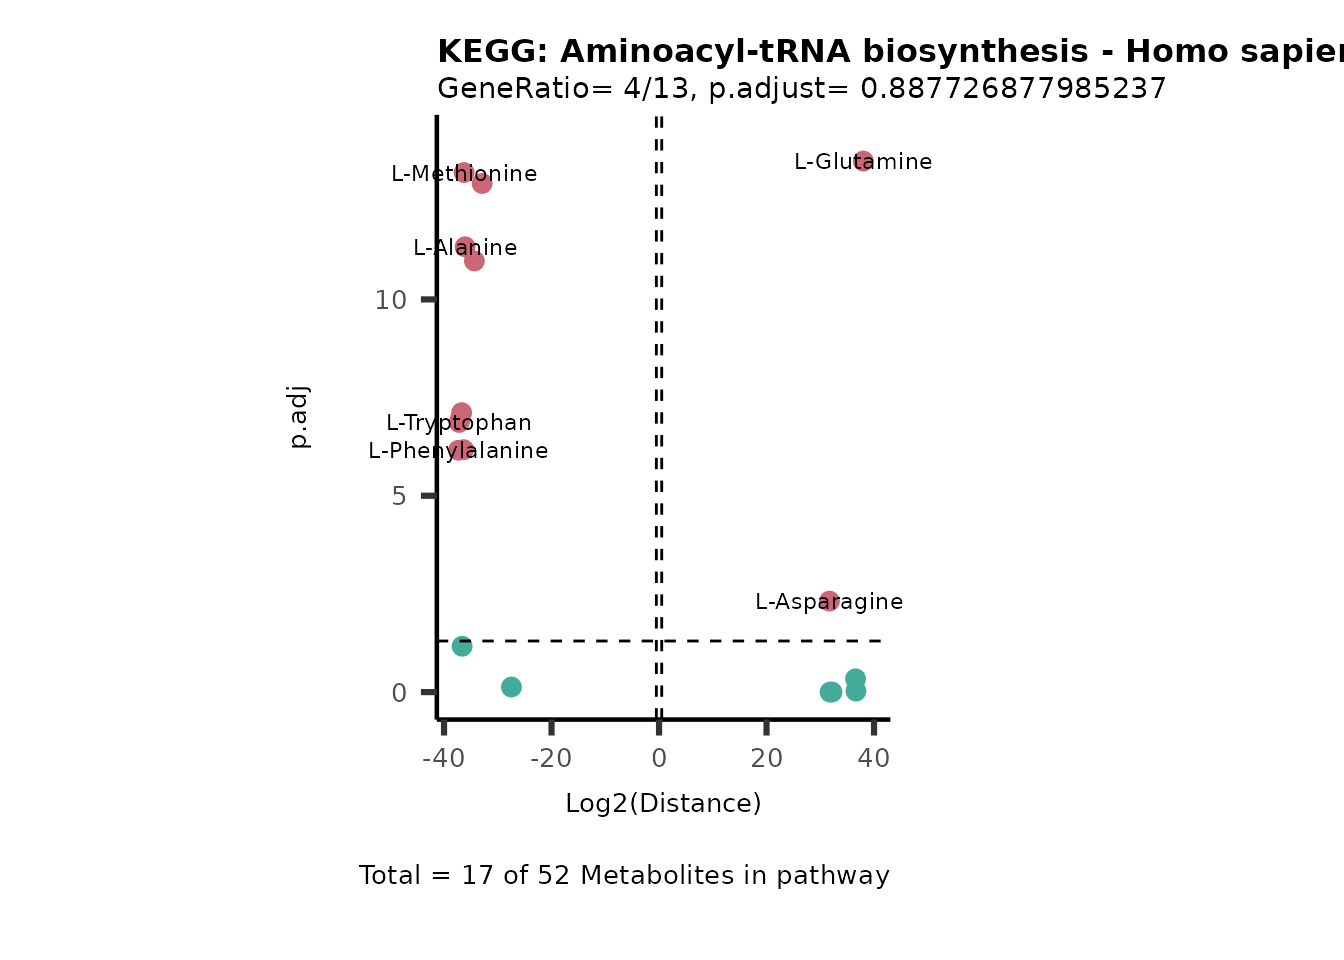 KEGG: Aminoacyl-tRNA biosynthesis - Homo sapien
GeneRatio= 4/13, p.adjust= 0.887726877985237
L-Glutamine
L-Methionine
L-Alanine
10
L-Tryptophan
p.adj
L-Phenylalanine
5
L-Asparagine
0
-40 -20 0 20 40
Log2(Distance)
Total = 17 of 52 Metabolites in pathway